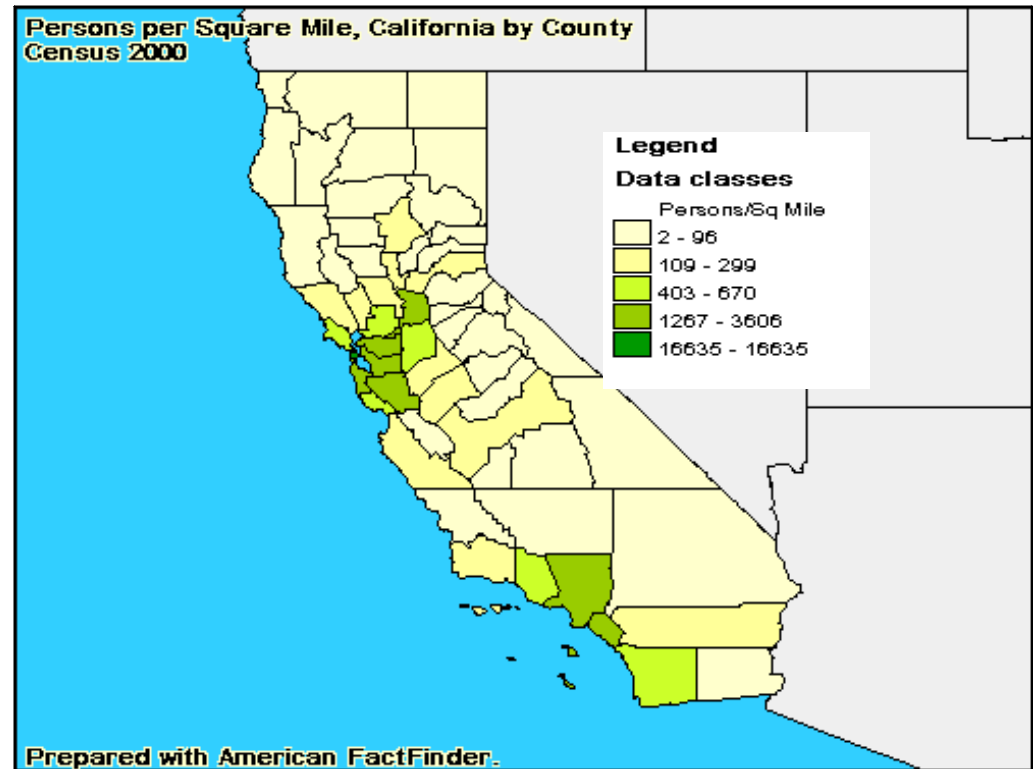 Persons per Square Mile, California by County
Census 2000
Legend
Data classes
Persons/Sq Mile
2 - 96
109 - 299
403 - 670
1267 - 3606
16635 - 16635
Prepared with American FactFinder.